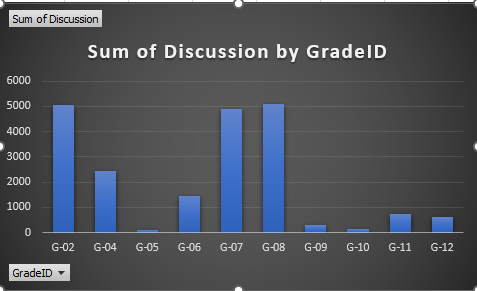 Sum of Discussion
Sum of Discussion by GradeID
6000
5000
4000
3000
2000
1000
0
G-02 G-04 G-05 G-06 G-07 G-08 G-09 G-10 G-11 G-12
GradeID